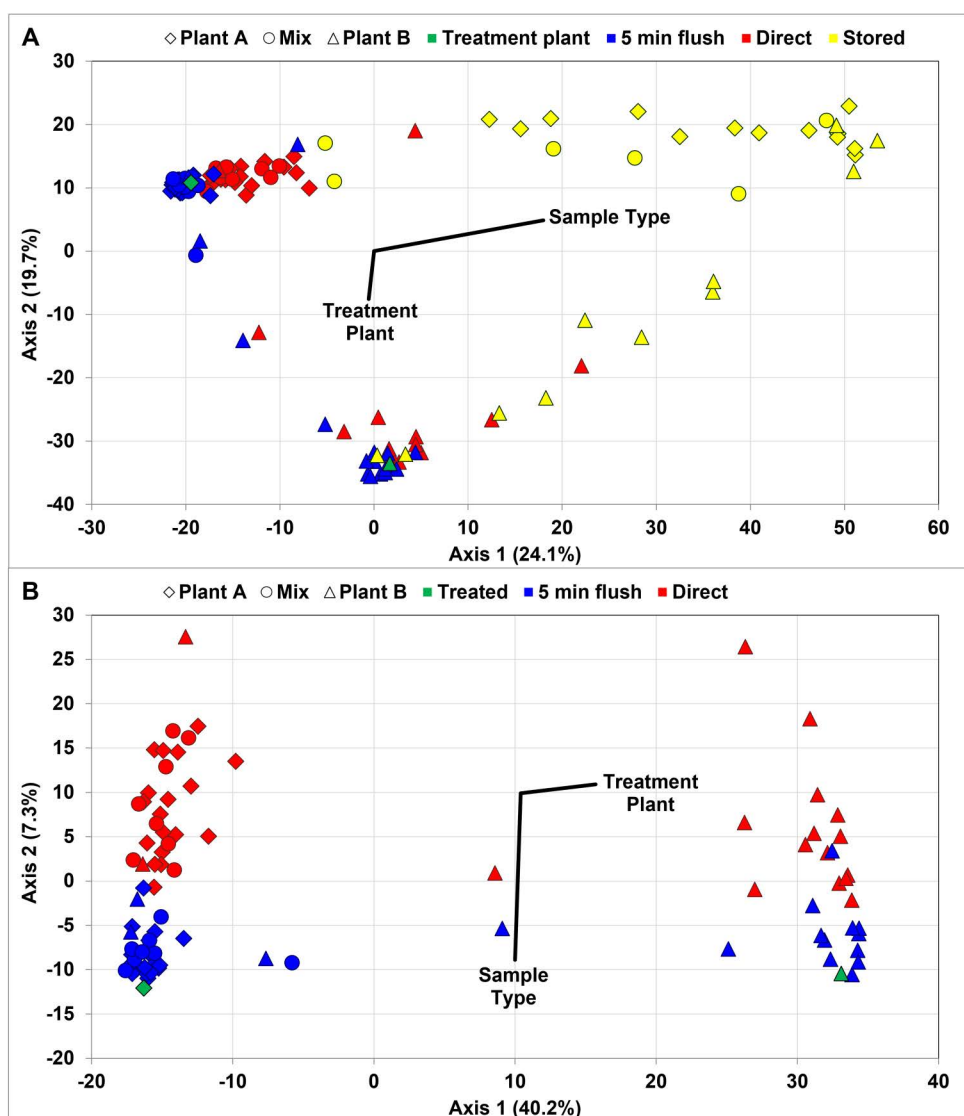 A
Plant A Mix Plant B Treatment plant 5 min flush Direct Stored
30
20
10
0
-10
-20
-30
-40
Axis 2 (19.7%)
Sample Type
Treatment
Plant
-30 -20 -10 0 10 20 30 40 50 60
Axis 1 (24.1%)
B
Plant A Mix Plant B Treated 5 min flush Direct
30
25
20
15
10
5
0
-5
-10
-15
-20
Axis 2 (7.3%)
Treatment
Plant
Sample
Type
-20 -10 0 10 20 30 40
Axis 1 (40.2%)